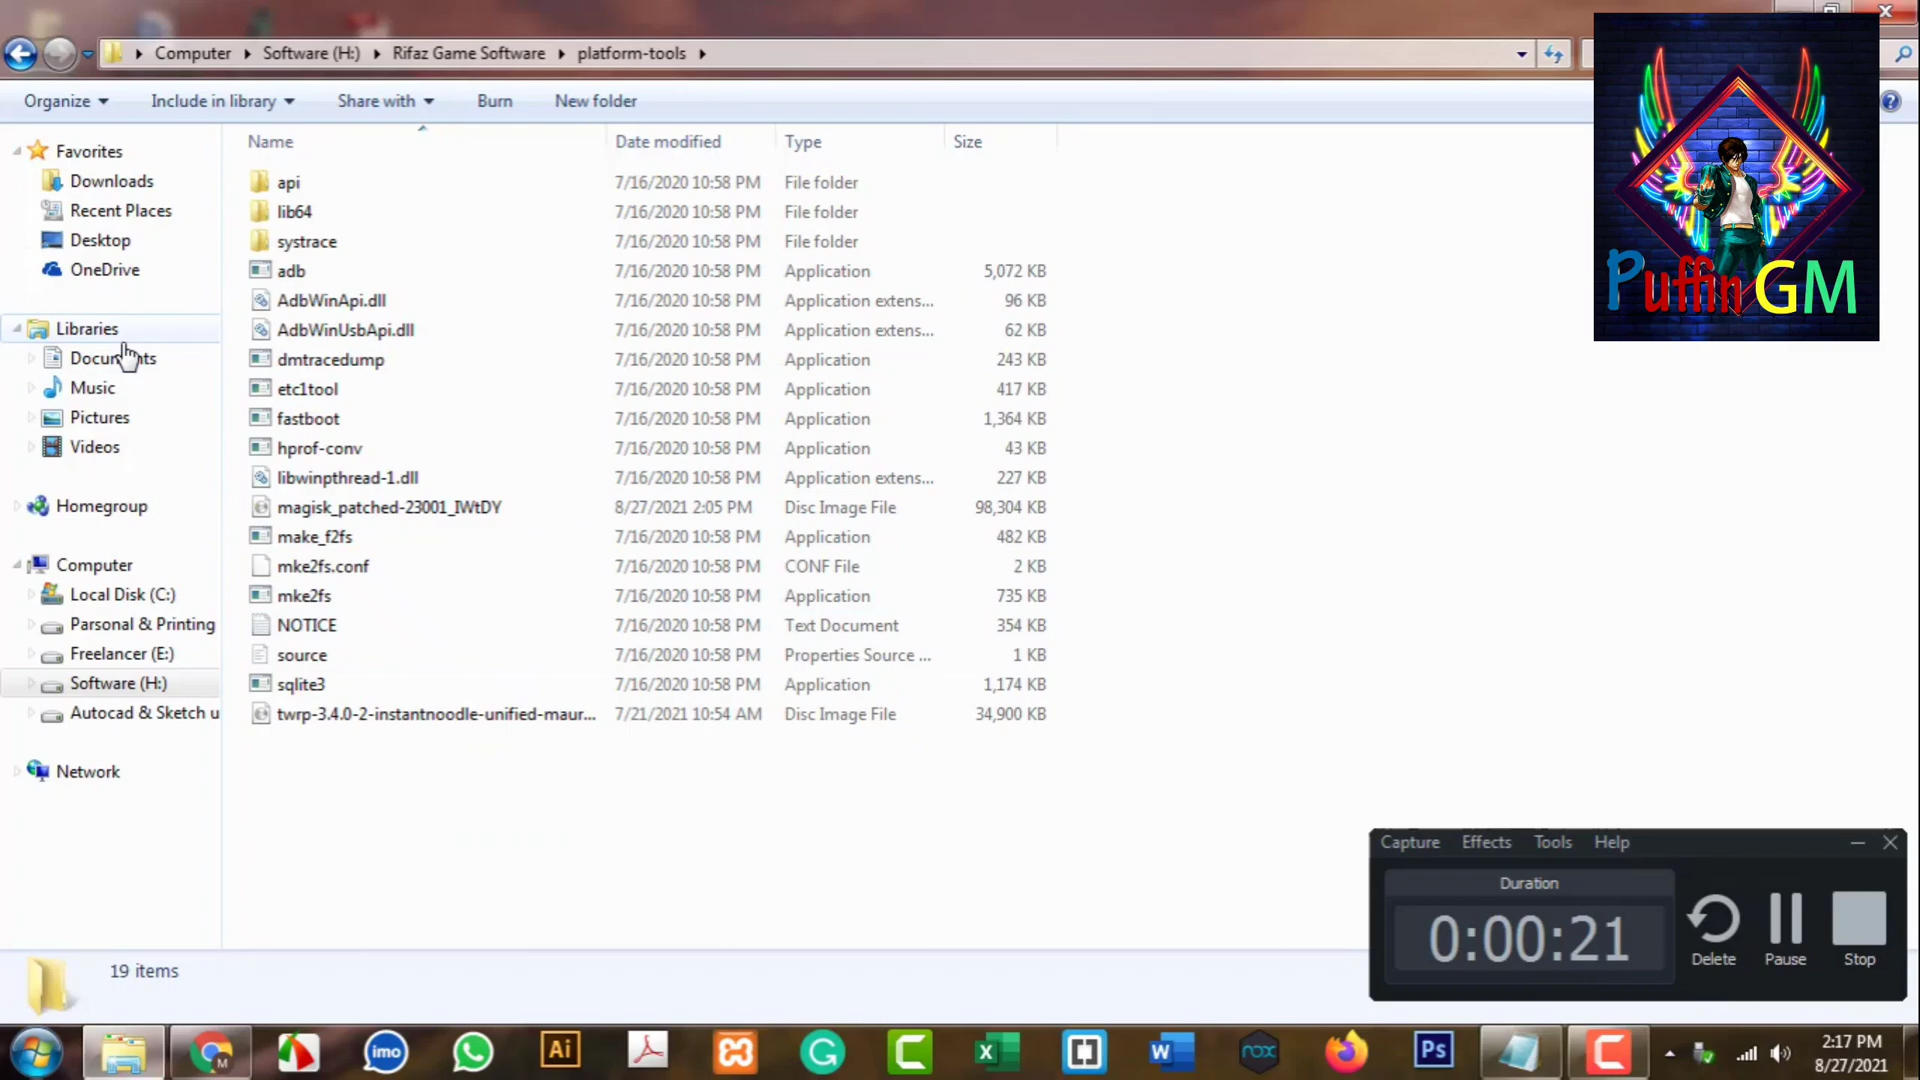 Computer Software (H:) Rifaz Game Software platform-tools
Organize Include in library Share with Burn New folder
Name Date modified Type Size
Favorites
Downloads
Recent Places
Desktop
OneDrive
Libraries
Documents
Music
Pictures
Videos
Homegroup
Computer
Local Disk (C:)
Parsonal & Printing
Freelancer (E:)
Software (H:)
Autocad & Sketch u
Network
api 7/16/2020 10:58 PM File folder
lib64 7/16/2020 10:58 PM File folder
systrace 7/16/2020 10:58 PM File folder
adb 7/16/2020 10:58 PM Application 5,072 KB
AdbWinApi.dll 7/16/2020 10:58 PM Application extens... 96 KB
AdbWinUsbApi.dll 7/16/2020 10:58 PM Application extens... 62 KB
dmtracedump 7/16/2020 10:58 PM Application 243 KB
etc1tool 7/16/2020 10:58 PM Application 417 KB
fastboot 7/16/2020 10:58 PM Application 1,364 KB
hprof-conv 7/16/2020 10:58 PM Application 43 KB
libwinpthread-1.dll 7/16/2020 10:58 PM Application extens... 227 KB
magisk_patched-23001_IWtDY 8/27/2021 2:05 PM Disc Image File 98,304 KB
make_f2fs 7/16/2020 10:58 PM Application 482 KB
mke2fs.conf 7/16/2020 10:58 PM CONF File 2 KB
mke2fs 7/16/2020 10:58 PM Application 735 KB
NOTICE 7/16/2020 10:58 PM Text Document 354 KB
source 7/16/2020 10:58 PM Properties Source ... 1 KB
sqlite3 7/16/2020 10:58 PM Application 1,174 KB
twrp-3.4.0-2-instantnoodle-unified-maur... 7/21/2021 10:54 AM Disc Image File 34,900 KB
Puffin GM
Capture Effects Tools Help
Duration
0:00:21
Delete Pause Stop
19 items
M imo Ai G C X W nox Ps
2:17 PM
8/27/2021